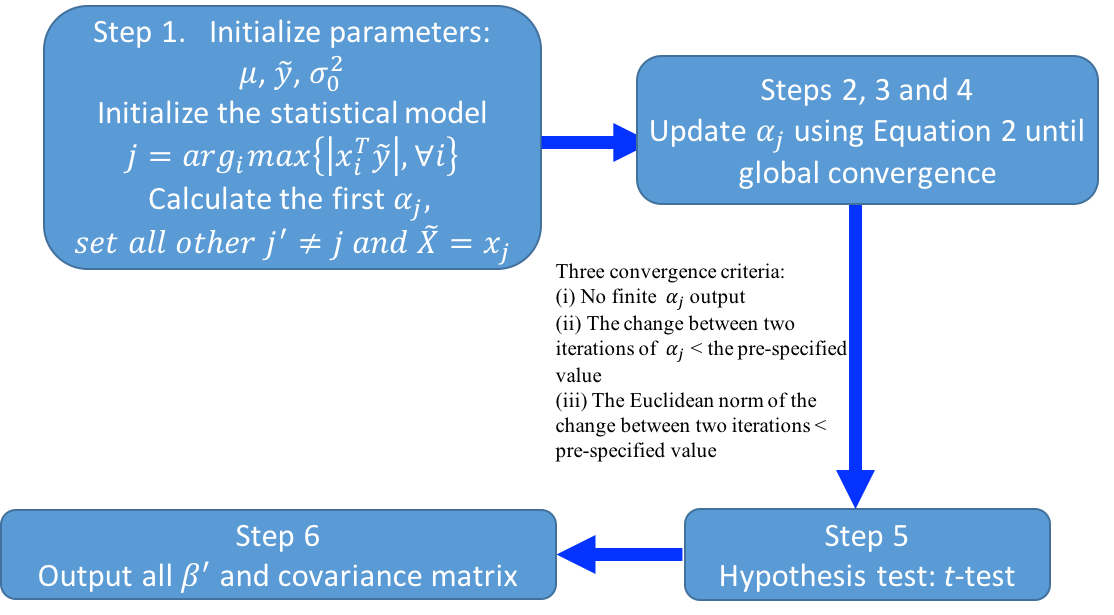 Step 1. Initialize parameters:
μ, ỹ, σ₀²
Initialize the statistical model
j = argᵢmax{|xᵢᵀỹ|, ∀i}
Calculate the first αⱼ,
set all other j′ ≠ j and X̃ = xⱼ
Steps 2, 3 and 4
Update αⱼ using Equation 2 until
global convergence
Three convergence criteria:
(i) No finite αⱼ output
(ii) The change between two
iterations of αⱼ < the pre-specified
value
(iii) The Euclidean norm of the
change between two iterations <
pre-specified value
Step 5
Hypothesis test: t-test
Step 6
Output all β′ and covariance matrix